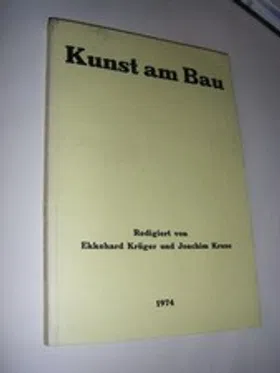 Kunst am Bau
Redigiert von
Ekkehard Krüger und Joachim Kruse
1974